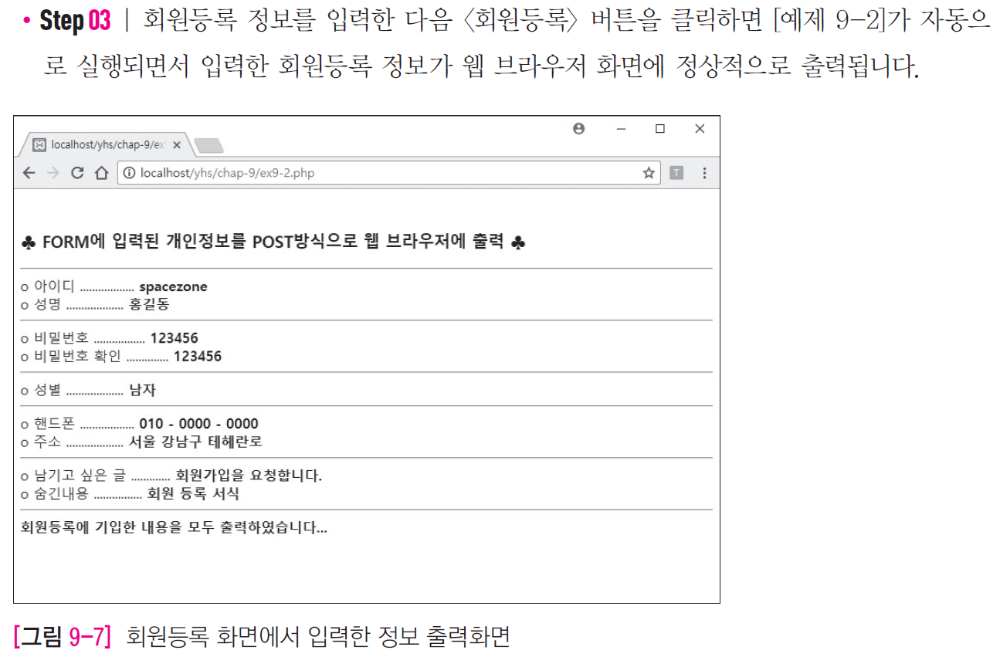 • Step 03 | 회원등록 정보를 입력한 다음 〈회원등록〉 버튼을 클릭하면 [예제 9-2]가 자동으
로 실행되면서 입력한 회원등록 정보가 웹 브라우저 화면에 정상적으로 출력됩니다.
localhost/yhs/chap-9/ex
localhost/yhs/chap-9/ex9-2.php
T
♣ FORM에 입력된 개인정보를 POST방식으로 웹 브라우저에 출력 ♣
o 아이디 .................. spacezone
o 성명 ................... 홍길동
o 비밀번호 ................. 123456
o 비밀번호 확인 .............. 123456
o 성별 ................... 남자
o 핸드폰 .................. 010 - 0000 - 0000
o 주소 ................... 서울 강남구 테헤란로
o 남기고 싶은 글 ............. 회원가입을 요청합니다.
o 숨긴내용 ................ 회원 등록 서식
회원등록에 기입한 내용을 모두 출력하였습니다...
[그림 9-7] 회원등록 화면에서 입력한 정보 출력화면